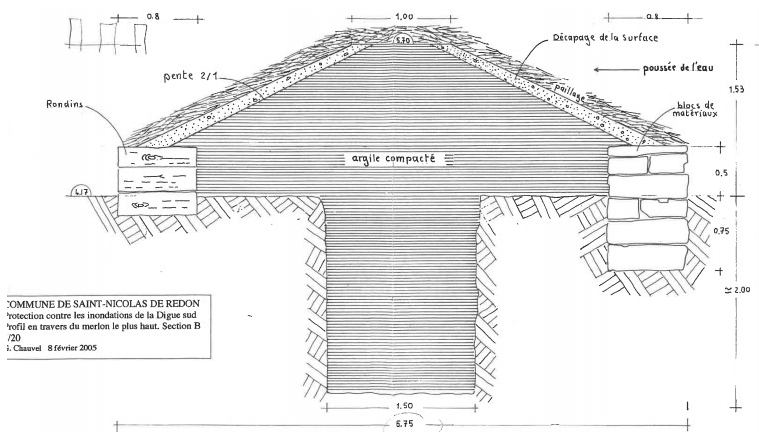 0.8
1,00
0.8
5.70
Décapage de la surface
pente 2/1
poussée de l'eau
paillage
1,53
Rondins
blocs de
matériaux
argile compacté
0,5
4.17
0,75
≃ 2.00
COMMUNE DE SAINT-NICOLAS DE REDON
Protection contre les inondations de la Digue sud
Profil en travers du merlon le plus haut. Section B
/20
G. Chauvel 8 février 2005
1.50
5.75